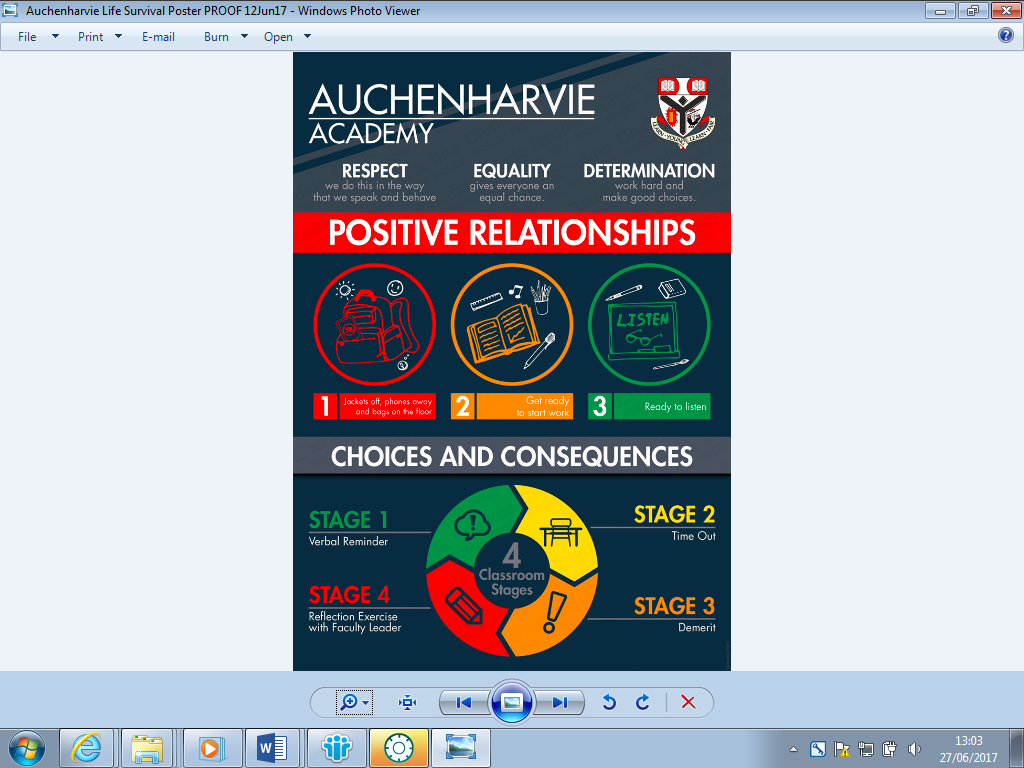 Auchenharvie Life Survival Poster PROOF 12Jun17 - Windows Photo Viewer
File Print E-mail Burn Open
AUCHENHARVIE
ACADEMY
RESPECT
we do this in the way
that we speak and behave
EQUALITY
gives everyone an
equal chance.
DETERMINATION
work hard and
make good choices.
POSITIVE RELATIONSHIPS
LISTEN
1 Jackets off, phones away
and bags on the floor
2 Get ready
to start work
3 Ready to listen
CHOICES AND CONSEQUENCES
STAGE 1
Verbal Reminder
STAGE 2
Time Out
4
Classroom
Stages
STAGE 4
Reflection Exercise
with Faculty Leader
STAGE 3
Demerit
13:03
27/06/2017